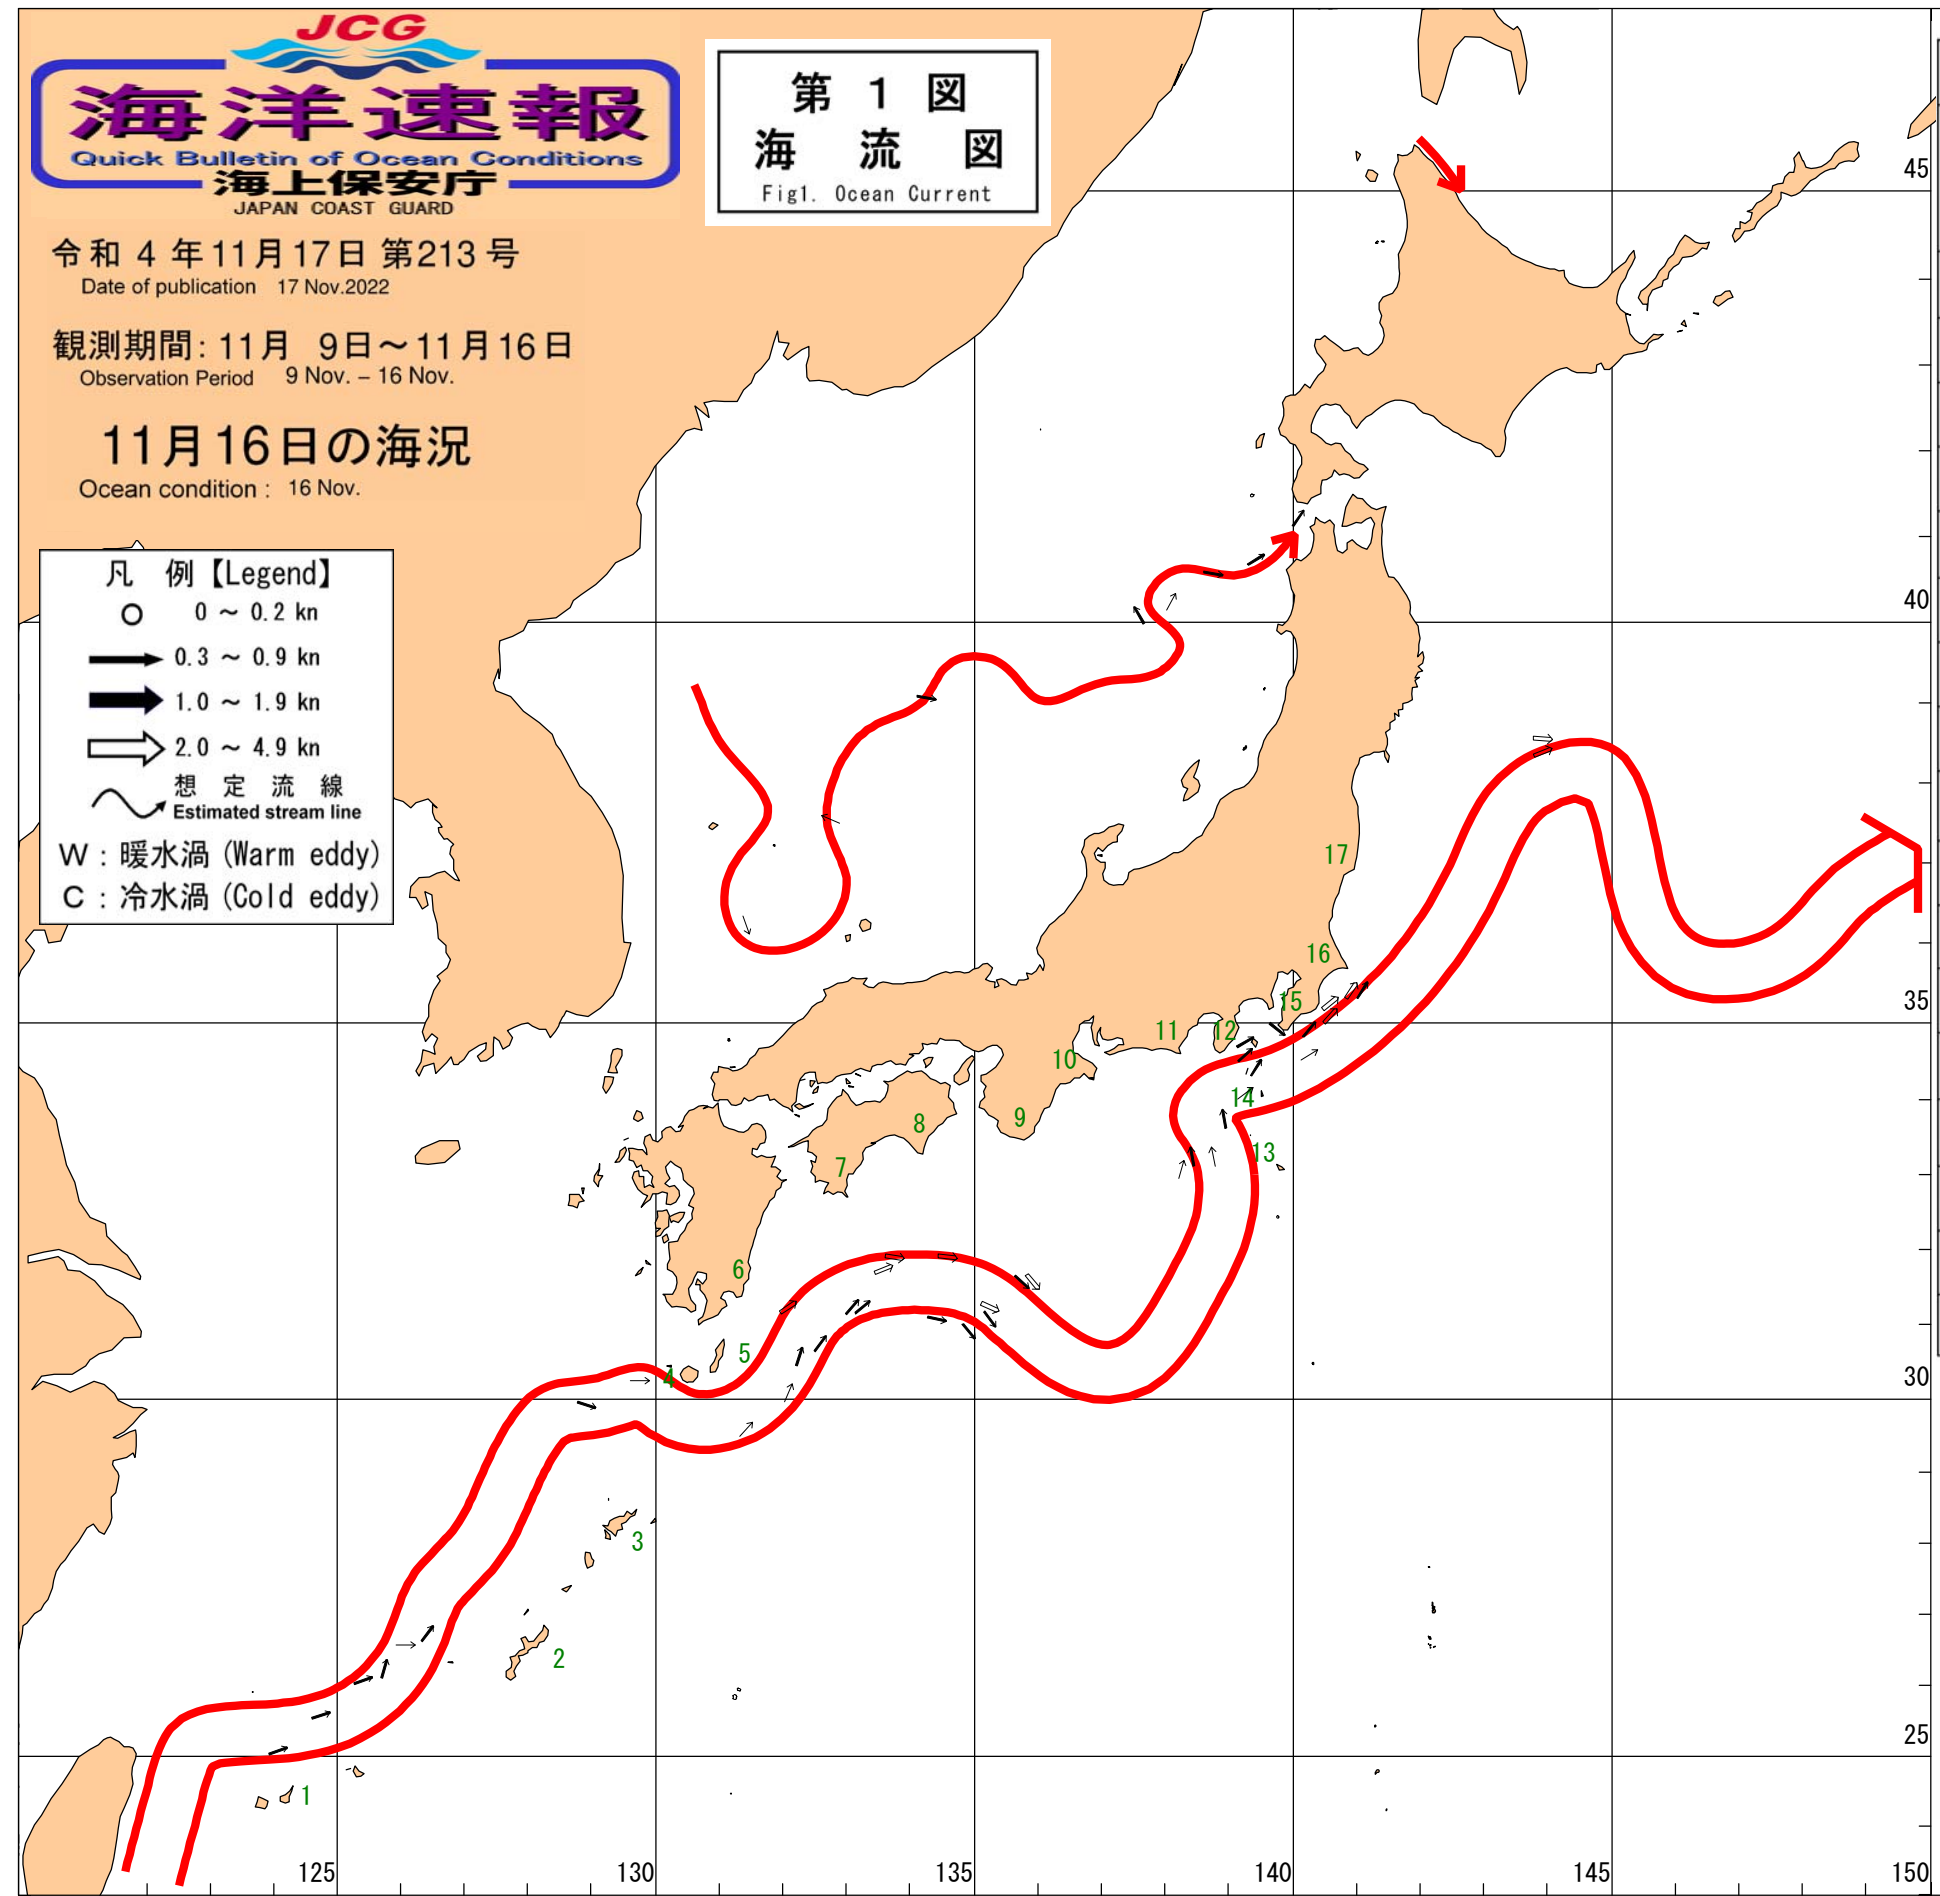 JCG
海洋速報
Quick Bulletin of Ocean Conditions
海上保安庁
JAPAN COAST GUARD
第 1 図
海 流 図
Fig1. Ocean Current
令和 4 年11月17日 第213号
Date of publication 17 Nov.2022
観測期間: 11月 9日～11月16日
Observation Period 9 Nov. – 16 Nov.
11月16日の海況
Ocean condition : 16 Nov.
凡 例【Legend】
0 ～ 0.2 kn
0.3 ～ 0.9 kn
1.0 ～ 1.9 kn
2.0 ～ 4.9 kn
想 定 流 線
Estimated stream line
W : 暖水渦 (Warm eddy)
C : 冷水渦 (Cold eddy)
45
40
17
16
35
15
12
11
10
14
9
8
13
7
6
5
4
30
3
2
25
1
125
130
135
140
145
150